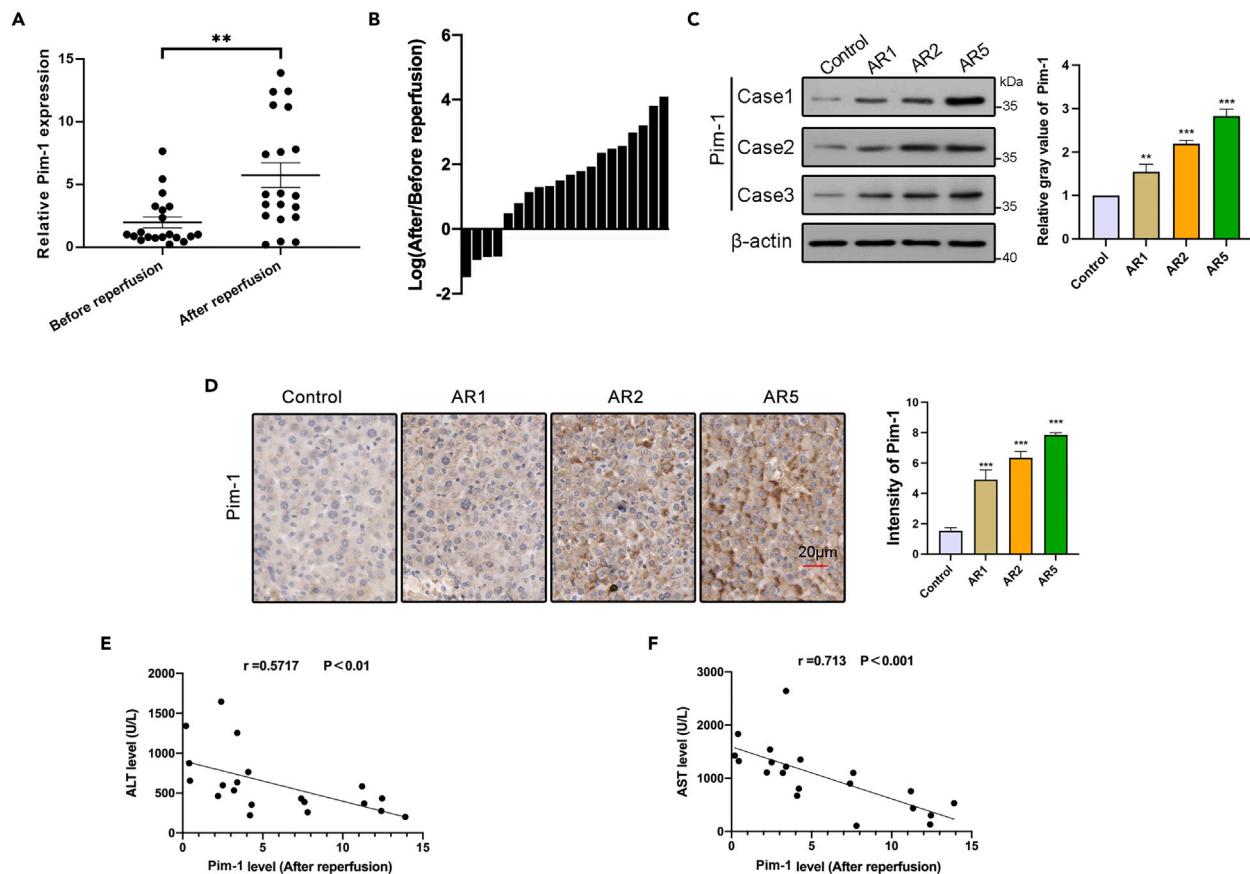 A
Relative Pim-1 expression
15
10
5
0
**
Before reperfusion
After reperfusion
B
Log(After/Before reperfusion)
6
4
2
0
-2
C
Control
AR1
AR2
AR5
kDa
Pim-1
Case1
-35
Case2
-35
Case3
-35
β-actin
-40
Relative gray value of Pim-1
4
3
2
1
0
**
***
***
Control
AR1
AR2
AR5
D
Control
AR1
AR2
AR5
Pim-1
20μm
Intensity of Pim-1
10
8
6
4
2
0
***
***
***
Control
AR1
AR2
AR5
E
r =0.5717 P<0.01
ALT level (U/L)
2000
1500
1000
500
0
0 5 10 15
Pim-1 level (After reperfusion)
F
r=0.713 P<0.001
AST level (U/L)
3000
2000
1000
0
0 5 10 15
Pim-1 level (After reperfusion)